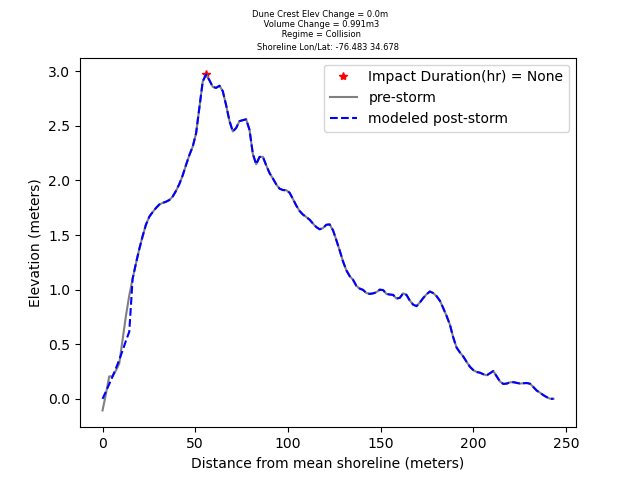 Dune Crest Elev Change = 0.0m
Volume Change = 0.991m3
Regime = Collision
Shoreline Lon/Lat: -76.483 34.678
Impact Duration(hr) = None
pre-storm
modeled post-storm
3.0
2.5
2.0
1.5
1.0
0.5
0.0
Elevation (meters)
0 50 100 150 200 250
Distance from mean shoreline (meters)